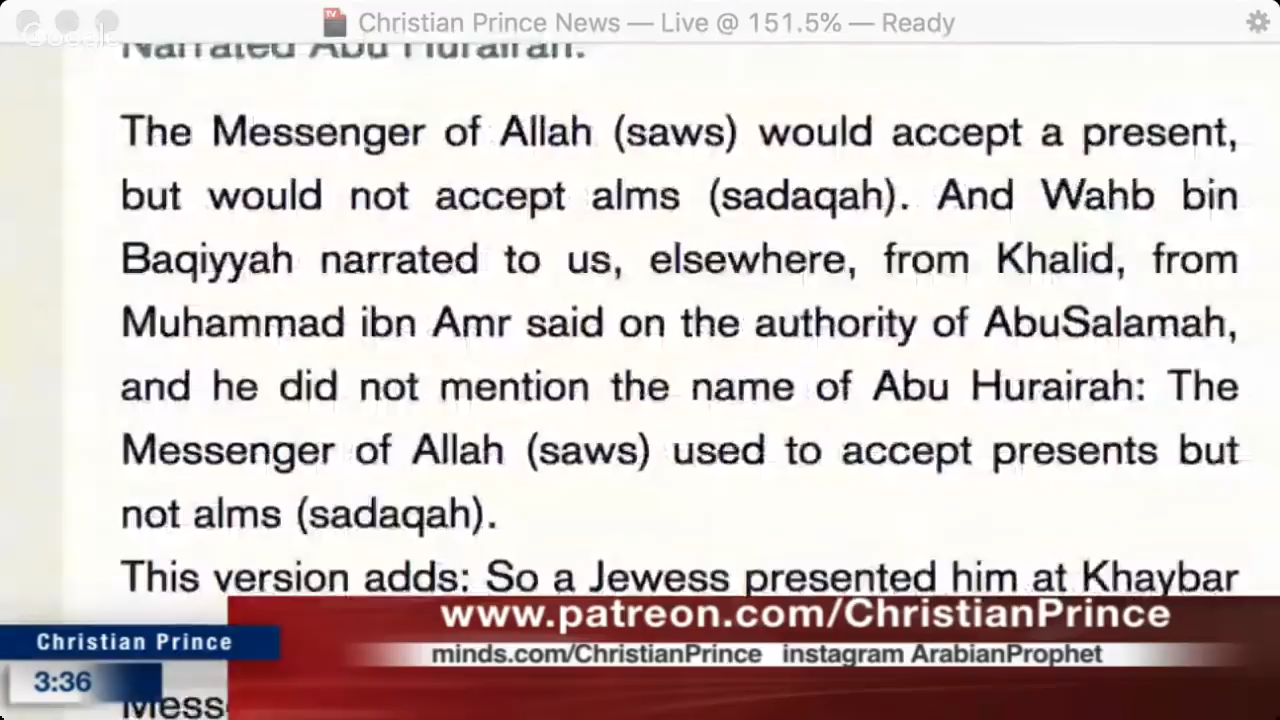 Christian Prince News — Live @ 151.5% — Ready
Narrated Abu Hurairah:
The Messenger of Allah (saws) would accept a present,
but would not accept alms (sadaqah). And Wahb bin
Baqiyyah narrated to us, elsewhere, from Khalid, from
Muhammad ibn Amr said on the authority of AbuSalamah,
and he did not mention the name of Abu Hurairah: The
Messenger of Allah (saws) used to accept presents but
not alms (sadaqah).
This version adds: So a Jewess presented him at Khaybar
www.patreon.com/ChristianPrince
Christian Prince
minds.com/ChristianPrince instagram ArabianProphet
3:36
Mess